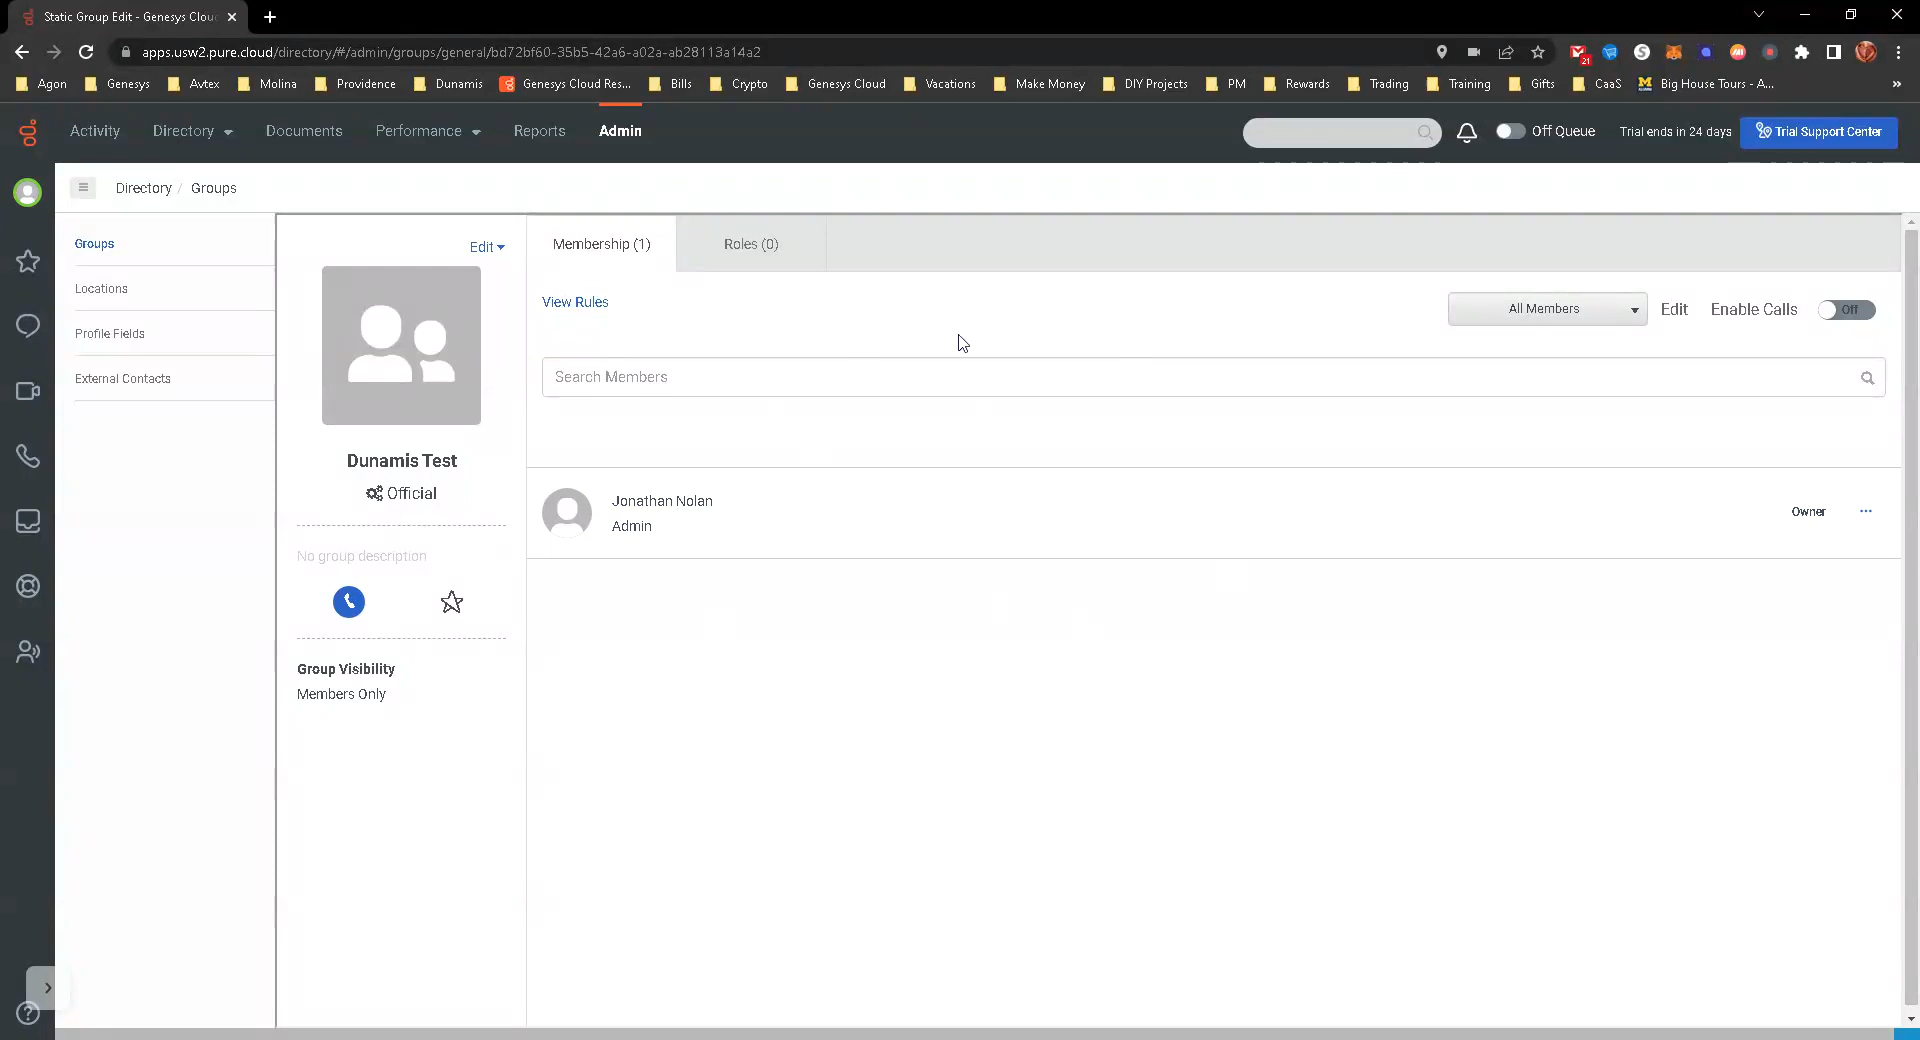 Static Group Edit - Genesys Clou
apps.usw2.pure.cloud/directory/#/admin/groups/general/bd72bf60-35b5-42a6-a02a-ab28113a14a2
21
Agon Genesys Avtex Molina Providence Dunamis Genesys Cloud Res... Bills Crypto Genesys Cloud Vacations Make Money DIY Projects PM Rewards Trading Training Gifts CaaS Big House Tours - A... »
Activity Directory Documents Performance Reports Admin Off Queue Trial ends in 24 days Trial Support Center
Directory / Groups
Groups
Locations
Profile Fields
External Contacts
Edit
Dunamis Test
Official
No group description
Group Visibility
Members Only
Membership (1) Roles (0)
View Rules All Members Edit Enable Calls Off
Search Members
Jonathan Nolan
Admin
Owner ...